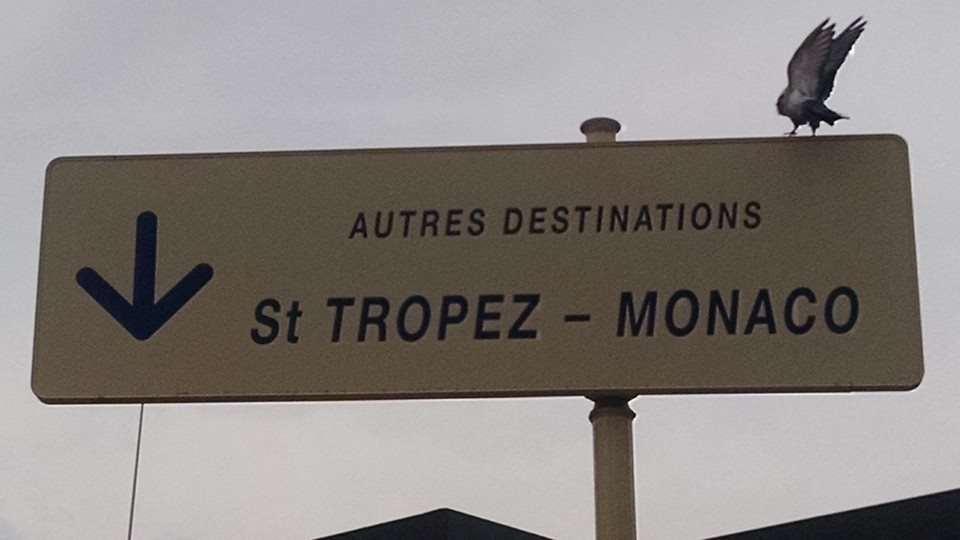 AUTRES DESTINATIONS
St TROPEZ – MONACO